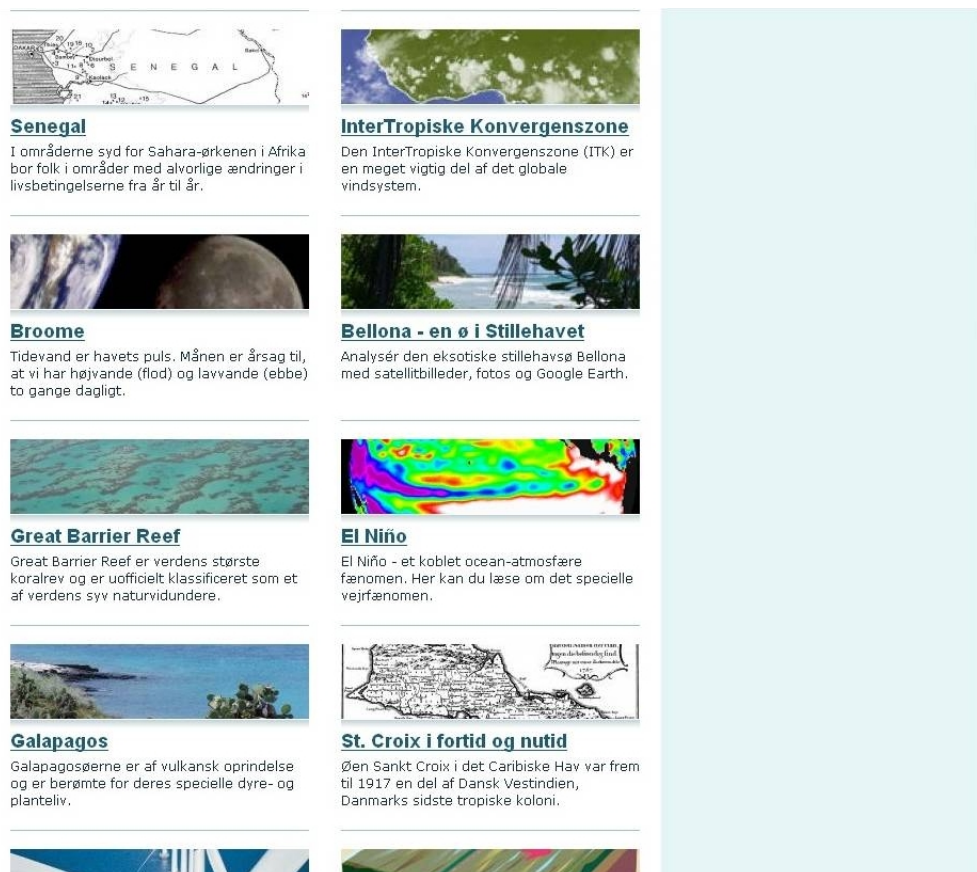 SENEGAL
Senegal
I områderne syd for Sahara-ørkenen i Afrika
bor folk i områder med alvorlige ændringer i
livsbetingelserne fra år til år.
InterTropiske Konvergenszone
Den InterTropiske Konvergenszone (ITK) er
en meget vigtig del af det globale
vindsystem.
Broome
Tidevand er havets puls. Månen er årsag til,
at vi har højvande (flod) og lavvande (ebbe)
to gange dagligt.
Bellona - en ø i Stillehavet
Analysér den eksotiske stillehavsø Bellona
med satellitbilleder, fotos og Google Earth.
Great Barrier Reef
Great Barrier Reef er verdens største
koralrev og er uofficielt klassificeret som et
af verdens syv naturvidundere.
El Niño
El Niño - et koblet ocean-atmosfære
fænomen. Her kan du læse om det specielle
vejrfænomen.
Galapagos
Galapagosøerne er af vulkansk oprindelse
og er berømte for deres specielle dyre- og
planteliv.
St. Croix i fortid og nutid
Øen Sankt Croix i det Caribiske Hav var frem
til 1917 en del af Dansk Vestindien,
Danmarks sidste tropiske koloni.